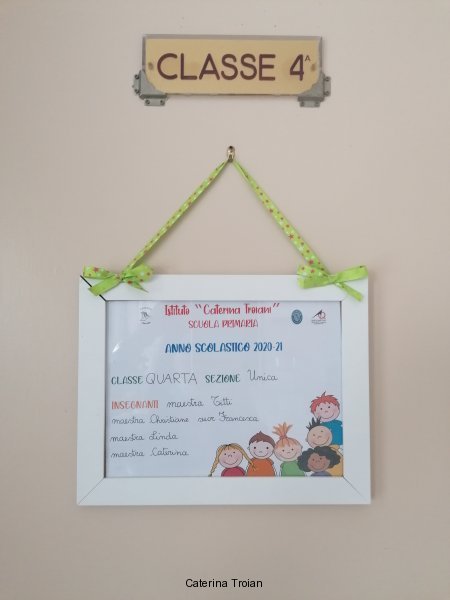 CLASSE 4ᴬ
Istituto "Caterina Troiani"
SCUOLA PRIMARIA
ANNO SCOLASTICO 2020-21
CLASSE QUARTA SEZIONE Unica
INSEGNANTI maestra Titti
maestra Christiane suor Francesca
maestra Linda
maestra Caterina
Caterina Troian